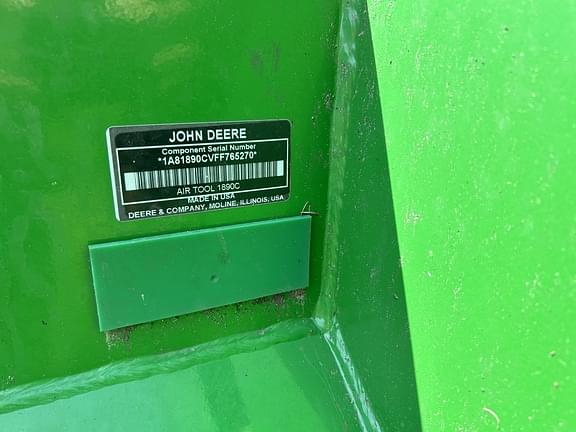 JOHN DEERE
Component Serial Number
*1A81890CVFF765270*
AIR TOOL 1890C
MADE IN USA
DEERE & COMPANY, MOLINE, ILLINOIS, USA